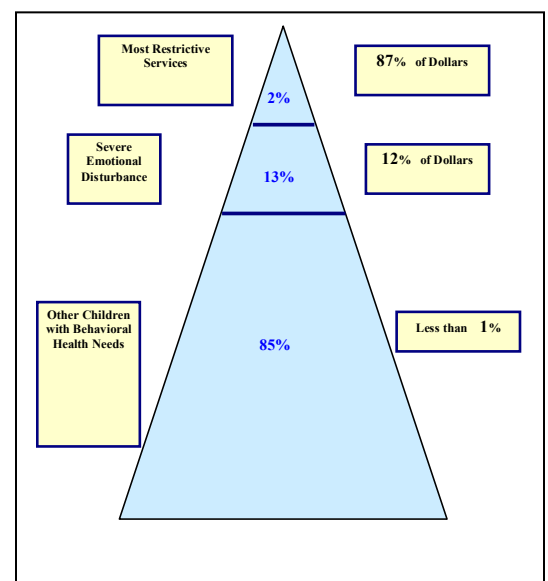 Most Restrictive
Services
87% of Dollars
2%
Severe
Emotional
Disturbance
12% of Dollars
13%
Other Children
with Behavioral
Health Needs
Less than 1%
85%